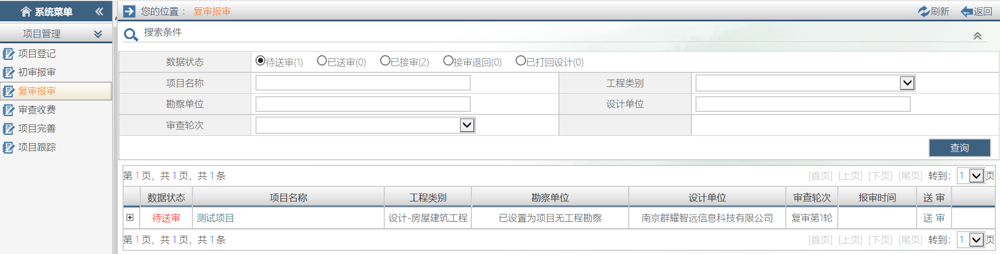 系统菜单
您的位置： 复审报审
刷新 返回
项目管理
搜索条件
项目登记
初审报审
复审报审
审查收费
项目完善
项目跟踪
数据状态 待送审(1) 已送审(0) 已接审(2) 接审退回(0) 已打回设计(0)
项目名称 工程类别
勘察单位 设计单位
审查轮次
查询
第 1 页，共 1 页，共 1 条 [首页] [上页] [下页] [尾页] 转到： 1 页
数据状态 项目名称 工程类别 勘察单位 设计单位 审查轮次 报审时间 送 审
待送审 测试项目 设计-房屋建筑工程 已设置为项目无工程勘察 南京群耀智远信息科技有限公司 复审第1轮 送 审
第 1 页，共 1 页，共 1 条 [首页] [上页] [下页] [尾页] 转到： 1 页